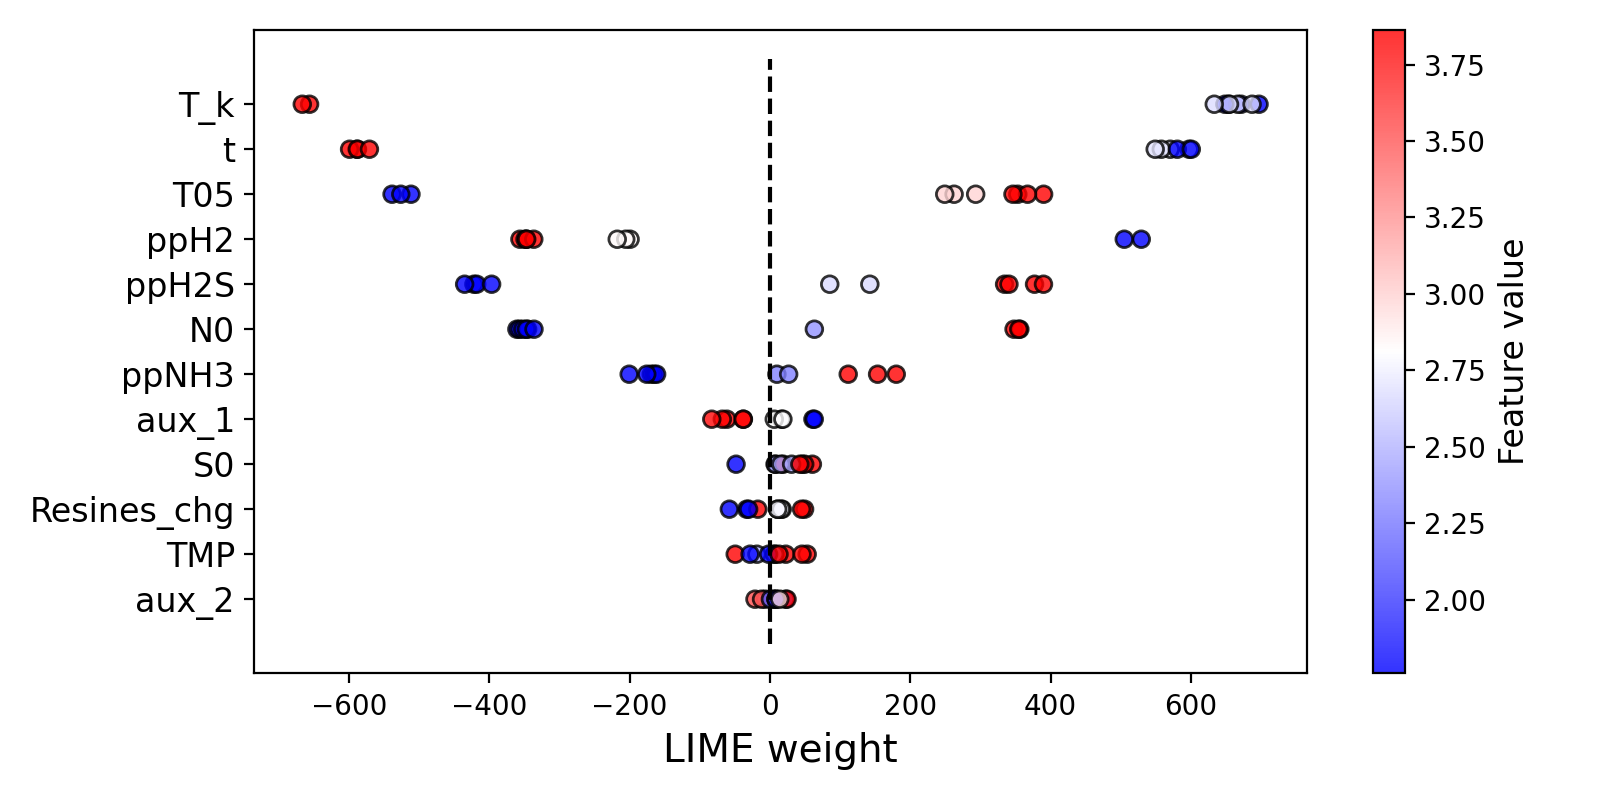 T_k
t
T05
ppH2
ppH2S
N0
ppNH3
aux_1
S0
Resines_chg
TMP
aux_2
−600 −400 −200 0 200 400 600
LIME weight
3.75
3.50
3.25
3.00
2.75
2.50
2.25
2.00
Feature value